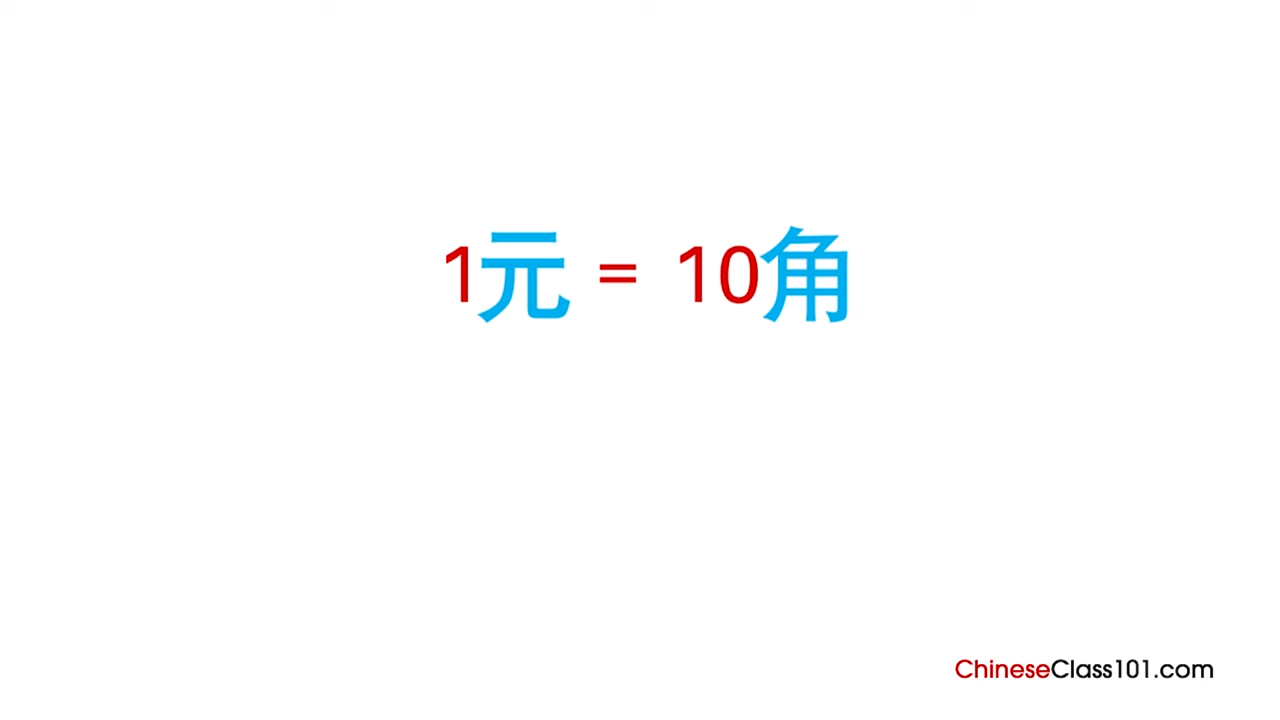 1元 = 10角
ChineseClass101.com